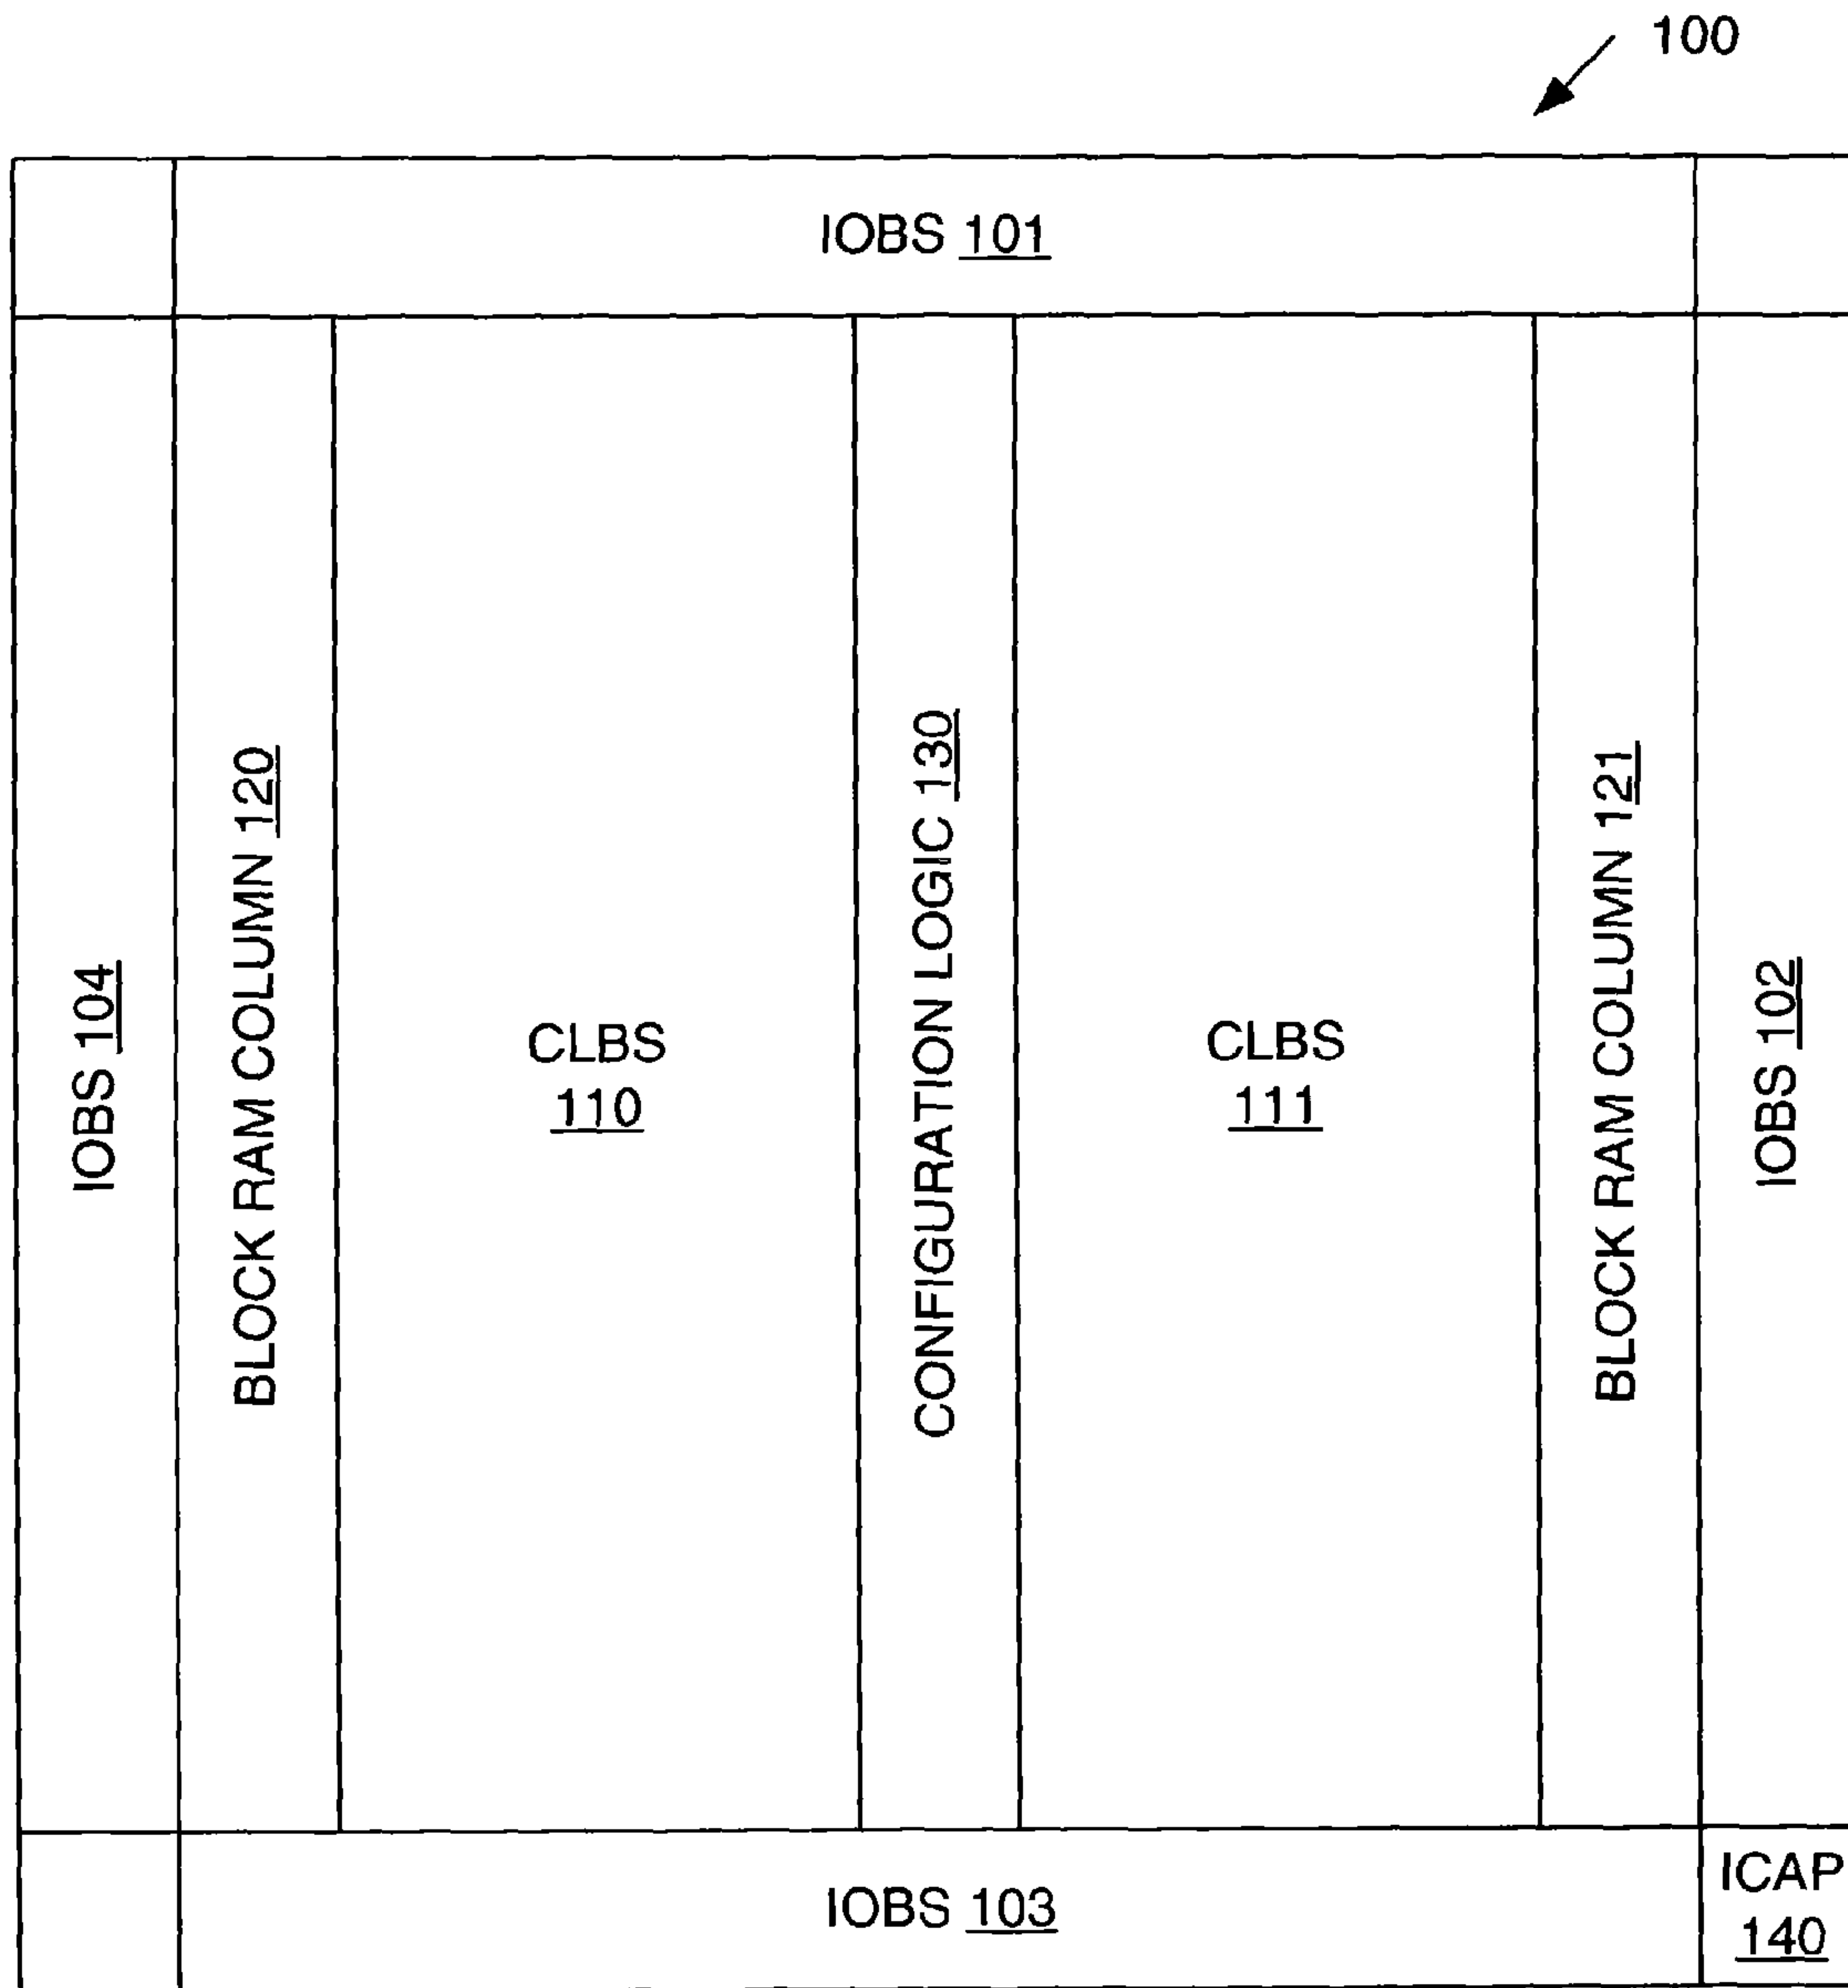 100
IOBS 101
IOBS 104
BLOCK RAM COLUMN 120
CLBS
110
CONFIGURATION LOGIC 130
CLBS
111
BLOCK RAM COLUMN 121
IOBS 102
IOBS 103
ICAP
140